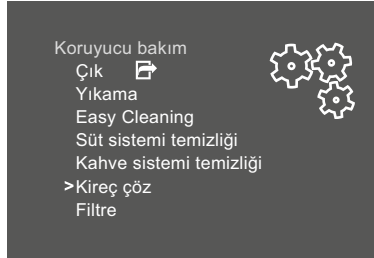 Koruyucu bakım
Çık
Yıkama
Easy Cleaning
Süt sistemi temizliği
Kahve sistemi temizliği
>Kireç çöz
Filtre